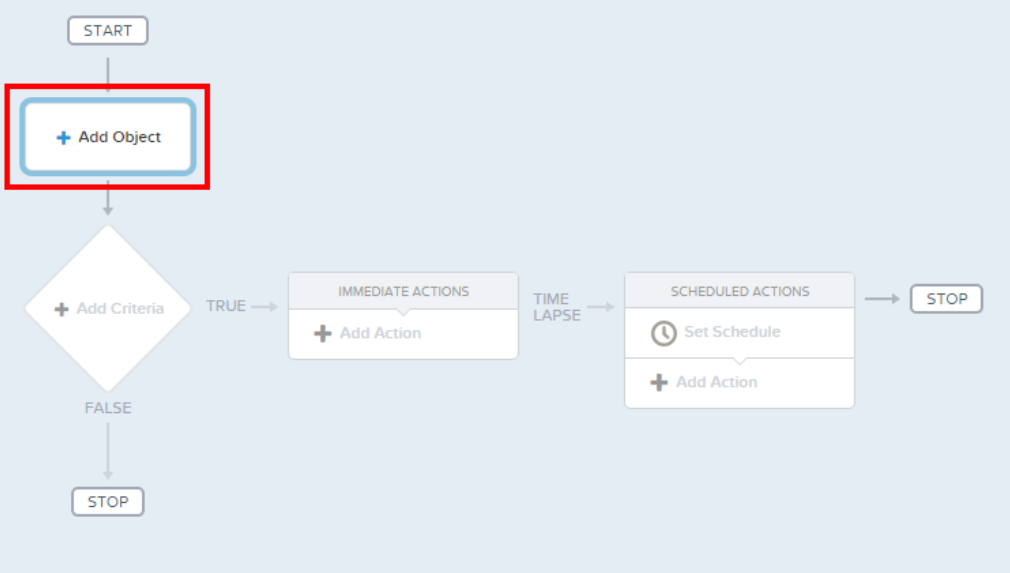 START
Add Object
Add Criteria
TRUE
IMMEDIATE ACTIONS
Add Action
TIME
LAPSE
SCHEDULED ACTIONS
Set Schedule
Add Action
STOP
FALSE
STOP